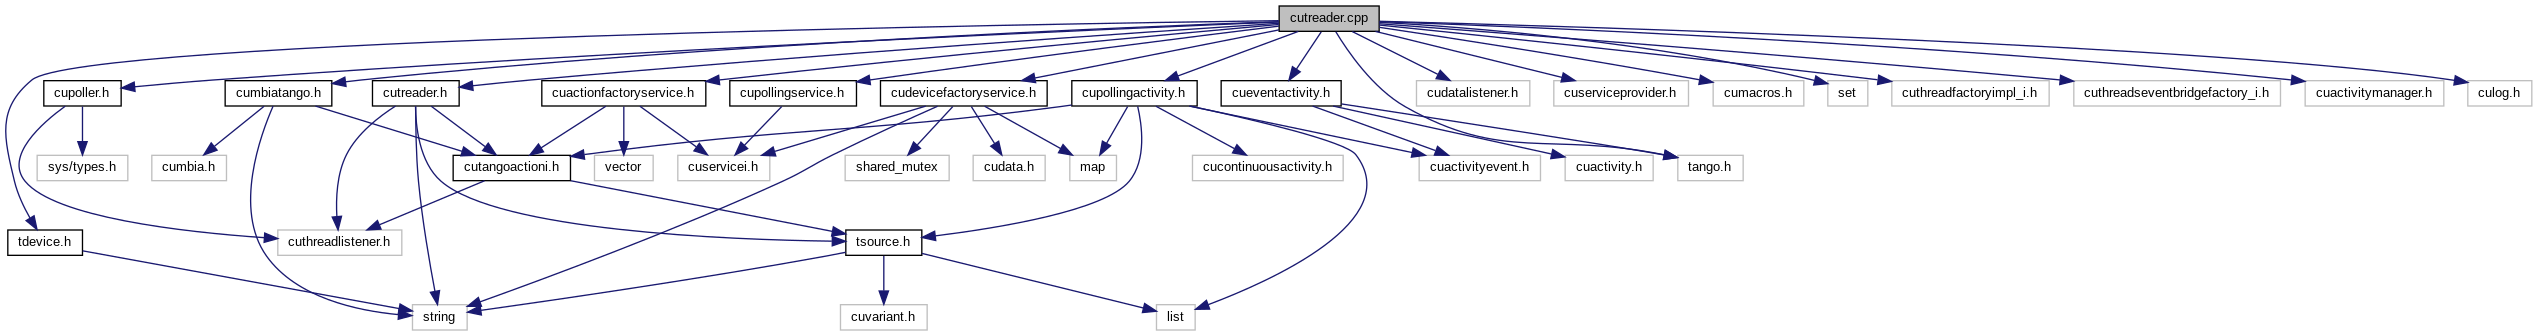 cutreader.cpp
cupoller.h
cumbiatango.h
cutreader.h
cuactionfactoryservice.h
cupollingservice.h
cudevicefactoryservice.h
cupollingactivity.h
cueventactivity.h
cudatalistener.h
cuserviceprovider.h
cumacros.h
set
cuthreadfactoryimpl_i.h
cuthreadseventbridgefactory_i.h
cuactivitymanager.h
culog.h
sys/types.h
cumbia.h
cutangoactioni.h
vector
cuservicei.h
shared_mutex
cudata.h
map
cucontinuousactivity.h
cuactivityevent.h
cuactivity.h
tango.h
tdevice.h
cuthreadlistener.h
tsource.h
string
cuvariant.h
list